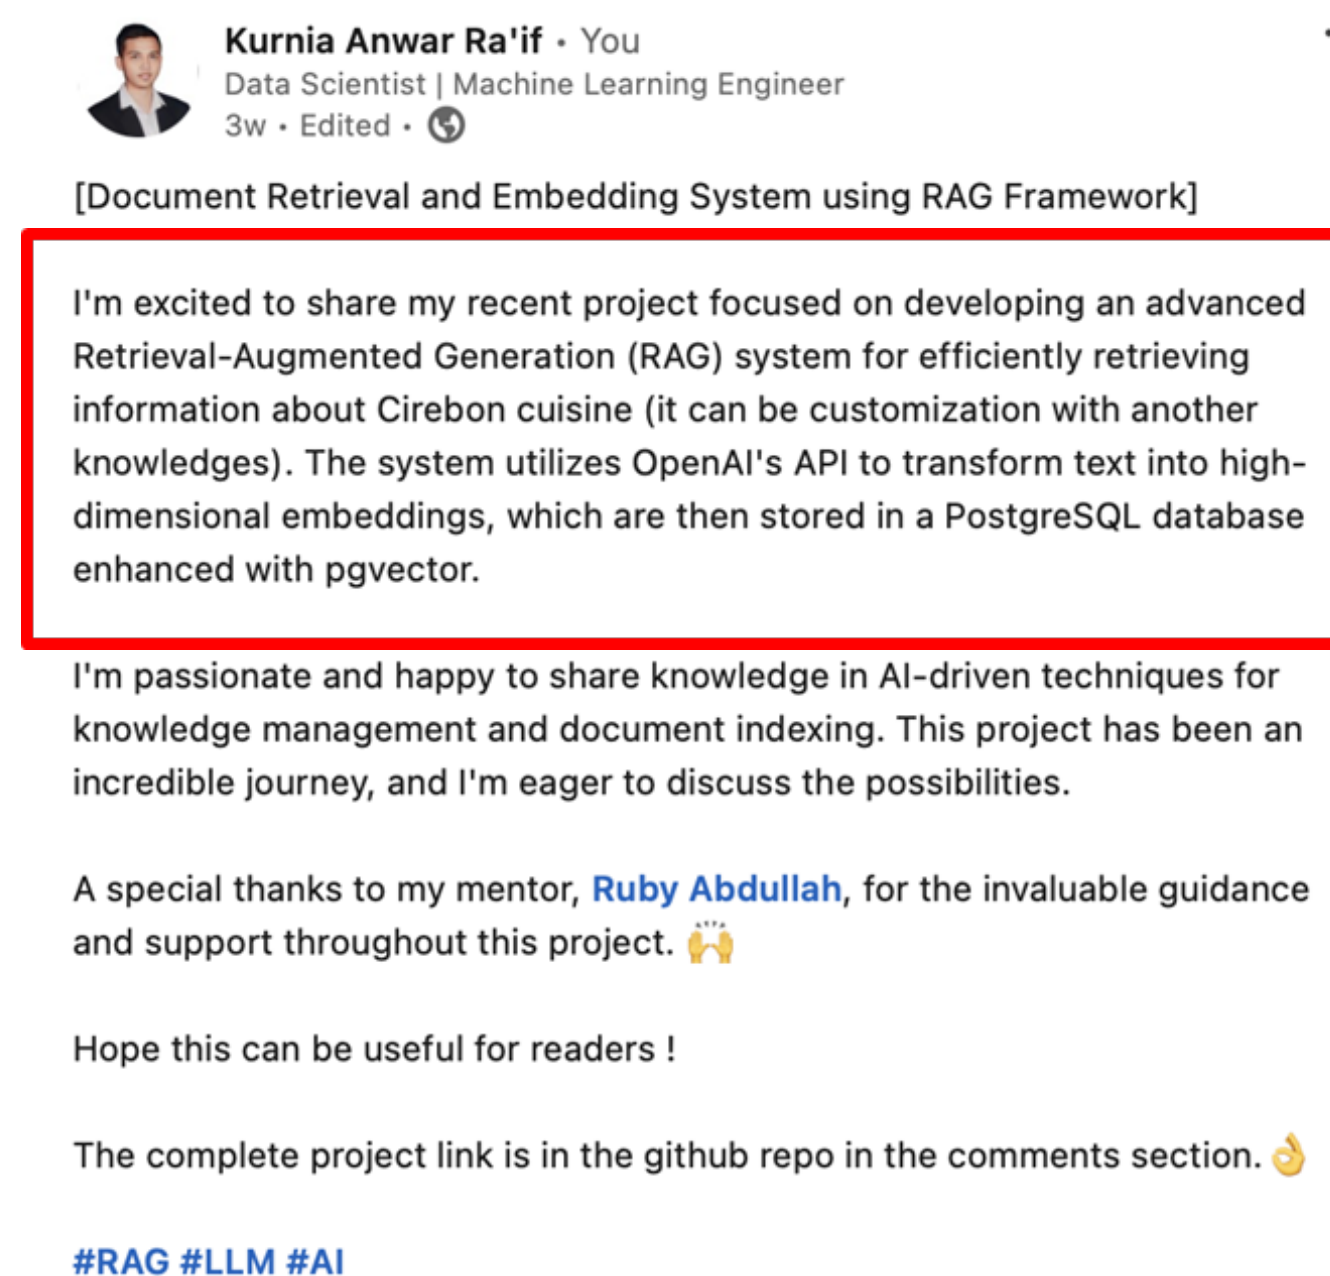 Kurnia Anwar Ra'if • You
Data Scientist | Machine Learning Engineer
3w • Edited •
[Document Retrieval and Embedding System using RAG Framework]
I'm excited to share my recent project focused on developing an advanced
Retrieval-Augmented Generation (RAG) system for efficiently retrieving
information about Cirebon cuisine (it can be customization with another
knowledges). The system utilizes OpenAI's API to transform text into high-
dimensional embeddings, which are then stored in a PostgreSQL database
enhanced with pgvector.
I'm passionate and happy to share knowledge in AI-driven techniques for
knowledge management and document indexing. This project has been an
incredible journey, and I'm eager to discuss the possibilities.
A special thanks to my mentor, Ruby Abdullah, for the invaluable guidance
and support throughout this project. 🙌
Hope this can be useful for readers !
The complete project link is in the github repo in the comments section. 👌
#RAG #LLM #AI